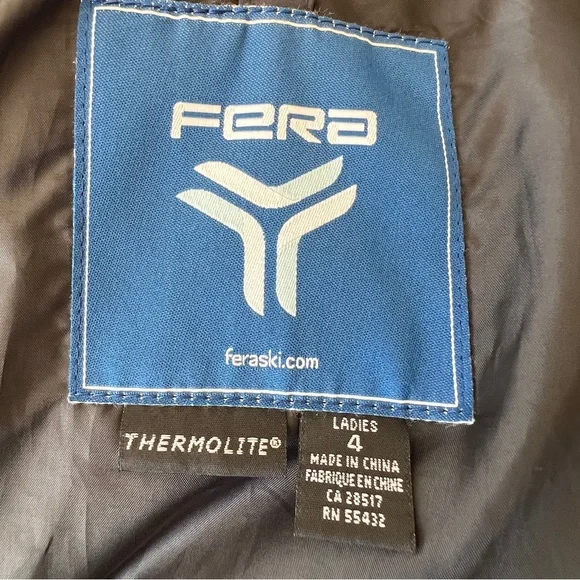 FERA
feraski.com
THERMOLITE®
LADIES
4
MADE IN CHINA
FABRIQUE EN CHINE
CA 28517
RN 55432